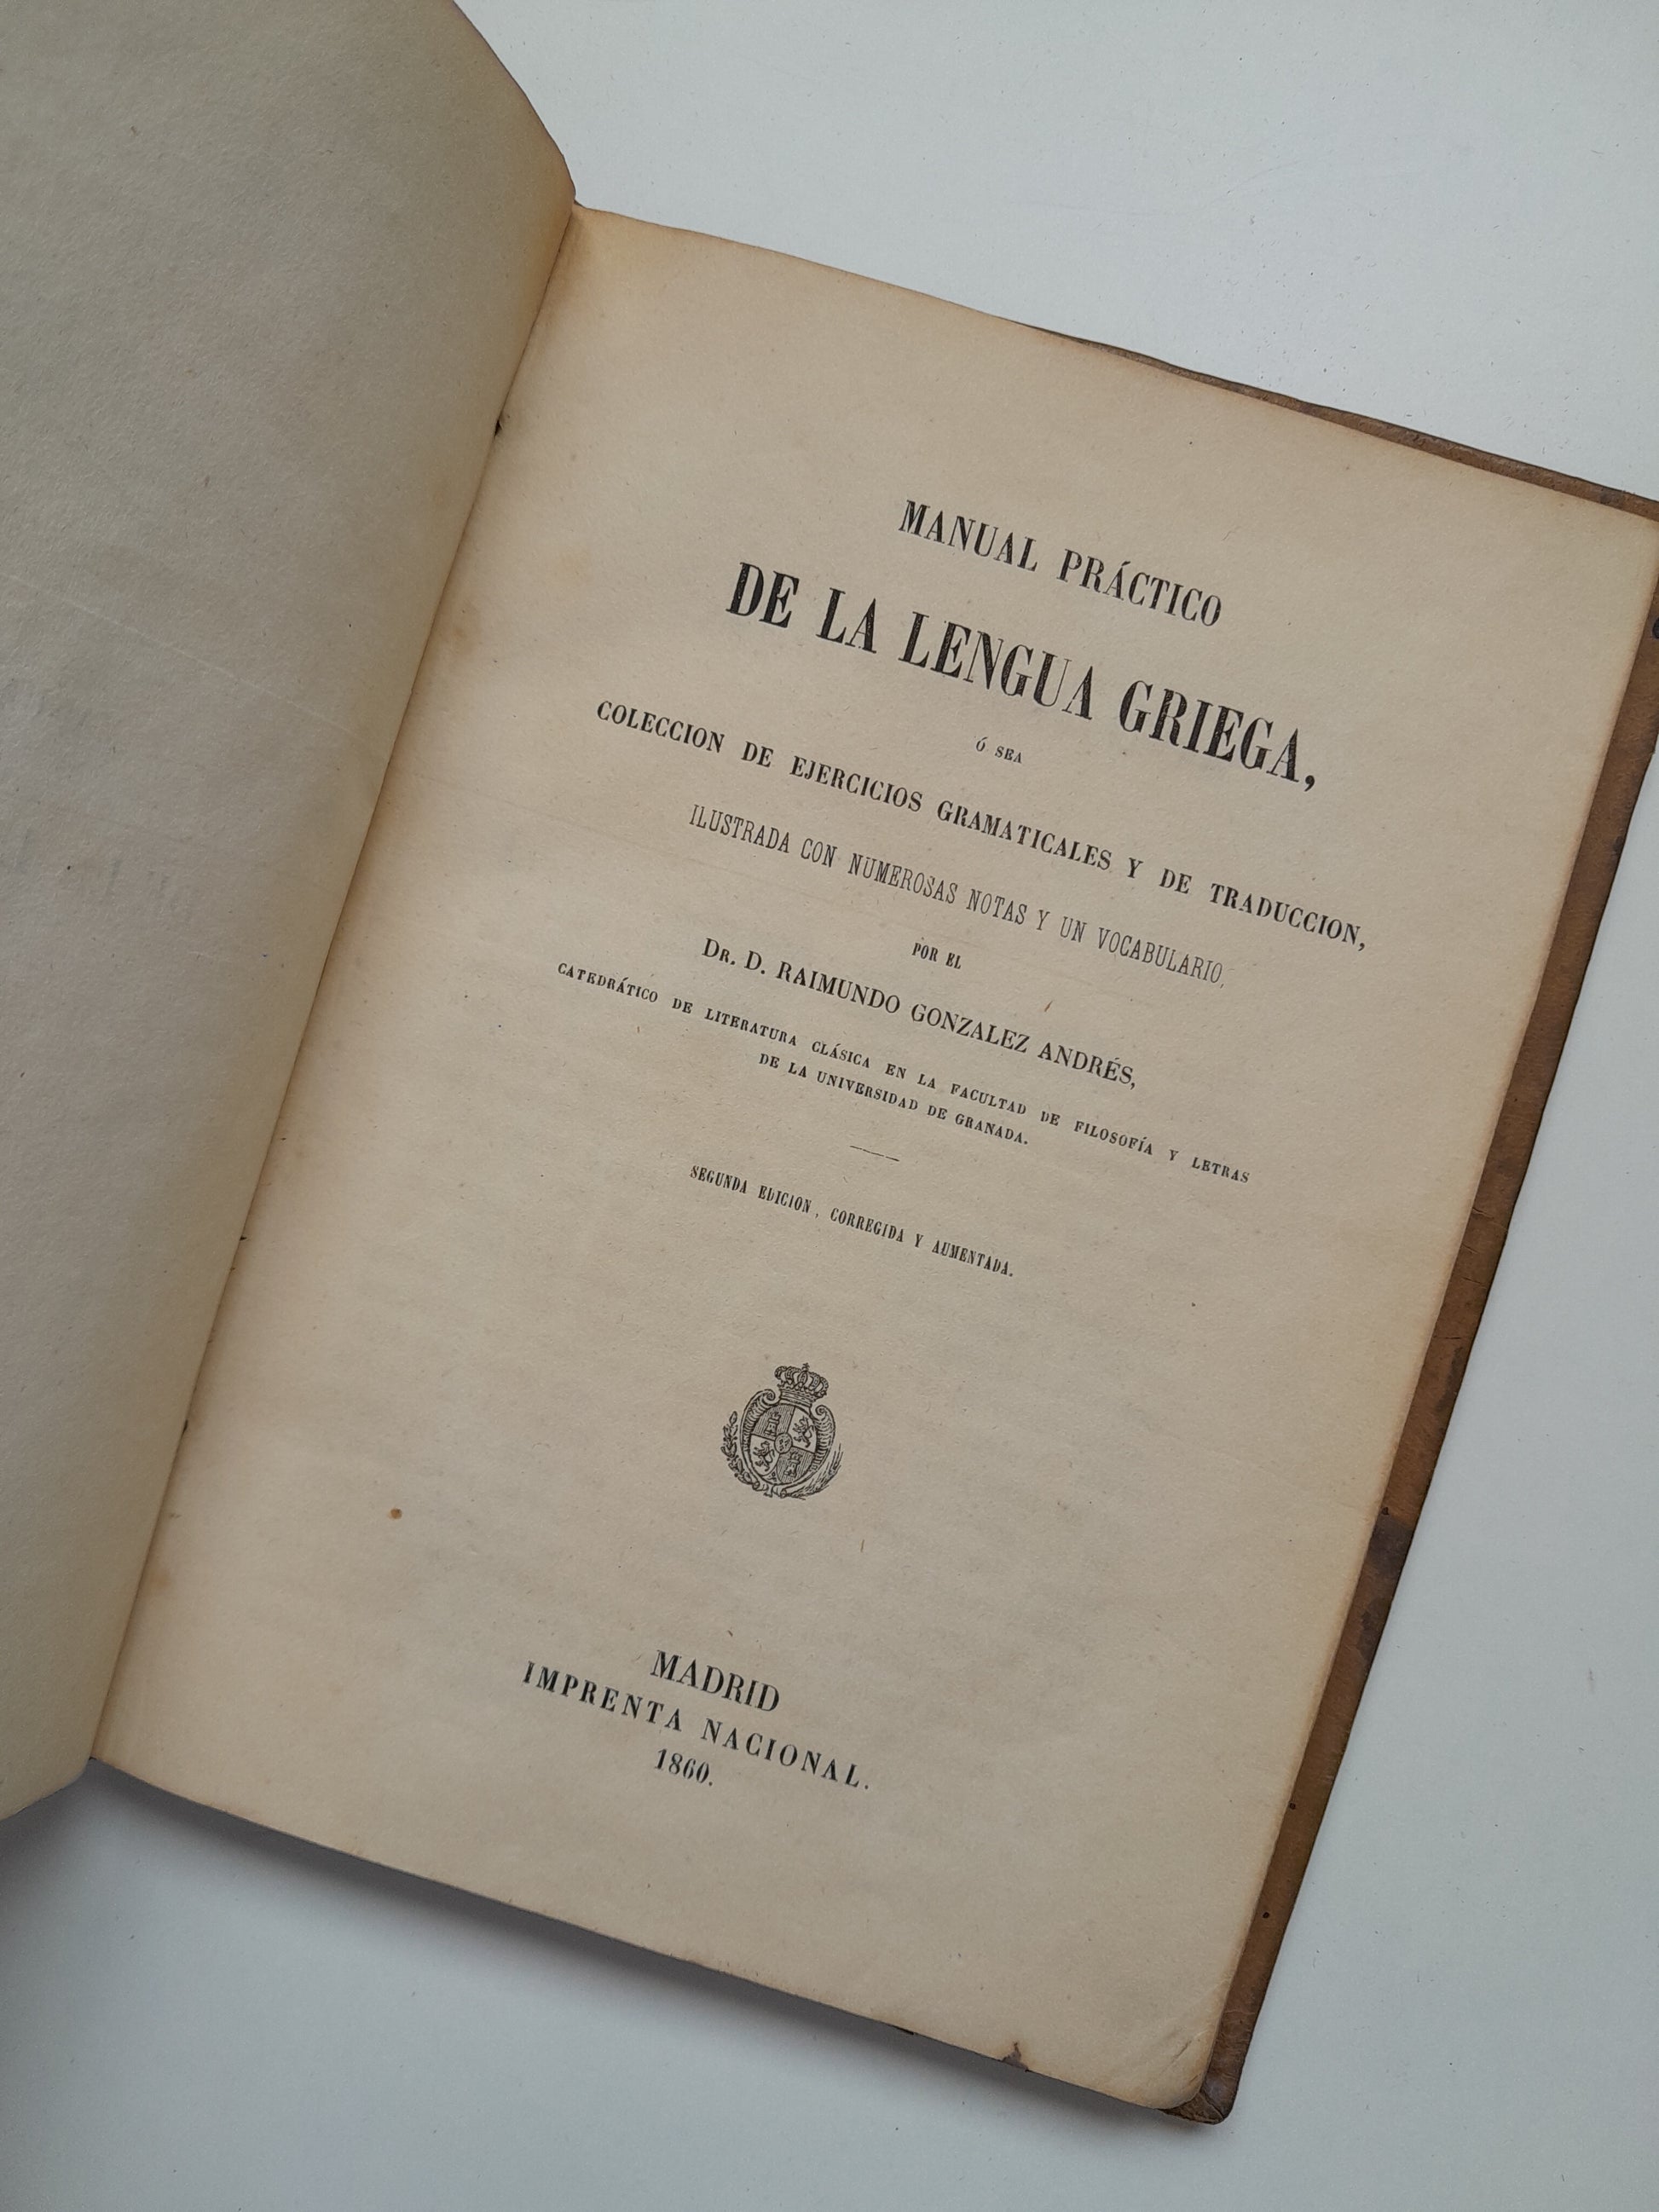 MANUAL PRÁCTICO
DE LA LENGUA GRIEGA,
Ó SEA
COLECCION DE EJERCICIOS GRAMATICALES Y DE TRADUCCION,
ILUSTRADA CON NUMEROSAS NOTAS Y UN VOCABULARIO,
POR EL
DR. D. RAIMUNDO GONZALEZ ANDRÉS,
CATEDRÁTICO DE LITERATURA CLÁSICA EN LA FACULTAD DE FILOSOFÍA Y LETRAS
DE LA UNIVERSIDAD DE GRANADA.
SEGUNDA EDICION, CORREGIDA Y AUMENTADA.
MADRID
IMPRENTA NACIONAL.
1860.